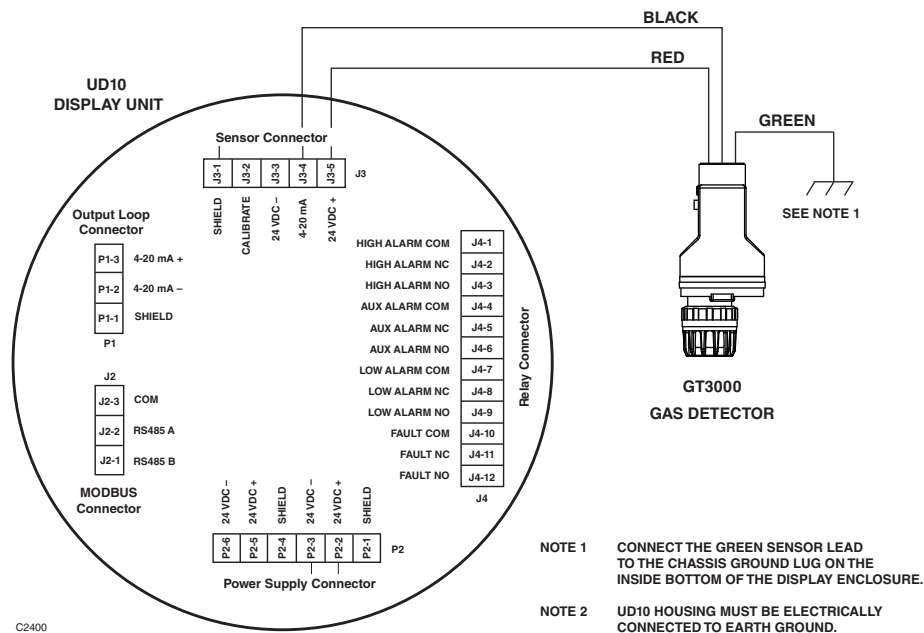 BLACK
RED
UD10
DISPLAY UNIT
GREEN
Sensor Connector
J3-1
J3-2
J3-3
J3-4
J3-5
J3
SHIELD
CALIBRATE
24 VDC –
4-20 mA
24 VDC +
SEE NOTE 1
Output Loop
Connector
P1-3 4-20 mA +
P1-2 4-20 mA –
P1-1 SHIELD
P1
HIGH ALARM COM J4-1
HIGH ALARM NC J4-2
HIGH ALARM NO J4-3
AUX ALARM COM J4-4
AUX ALARM NC J4-5
AUX ALARM NO J4-6
LOW ALARM COM J4-7
LOW ALARM NC J4-8
LOW ALARM NO J4-9
FAULT COM J4-10
FAULT NC J4-11
FAULT NO J4-12
J4
Relay Connector
GT3000
GAS DETECTOR
J2
J2-3 COM
J2-2 RS485 A
J2-1 RS485 B
MODBUS
Connector
24 VDC –
24 VDC +
SHIELD
24 VDC –
24 VDC +
SHIELD
P2-6
P2-5
P2-4
P2-3
P2-2
P2-1
P2
Power Supply Connector
NOTE 1 CONNECT THE GREEN SENSOR LEAD
TO THE CHASSIS GROUND LUG ON THE
INSIDE BOTTOM OF THE DISPLAY ENCLOSURE.
NOTE 2 UD10 HOUSING MUST BE ELECTRICALLY
CONNECTED TO EARTH GROUND.
C2400